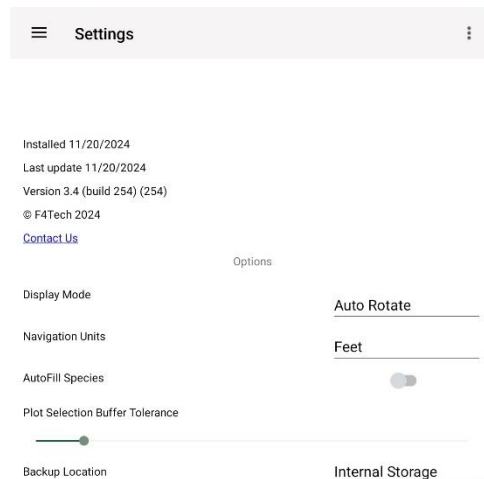 Settings
Installed 11/20/2024
Last update 11/20/2024
Version 3.4 (build 254) (254)
© F4Tech 2024
Contact Us
Options
Display Mode
Auto Rotate
Navigation Units
Feet
AutoFill Species
Plot Selection Buffer Tolerance
Backup Location
Internal Storage